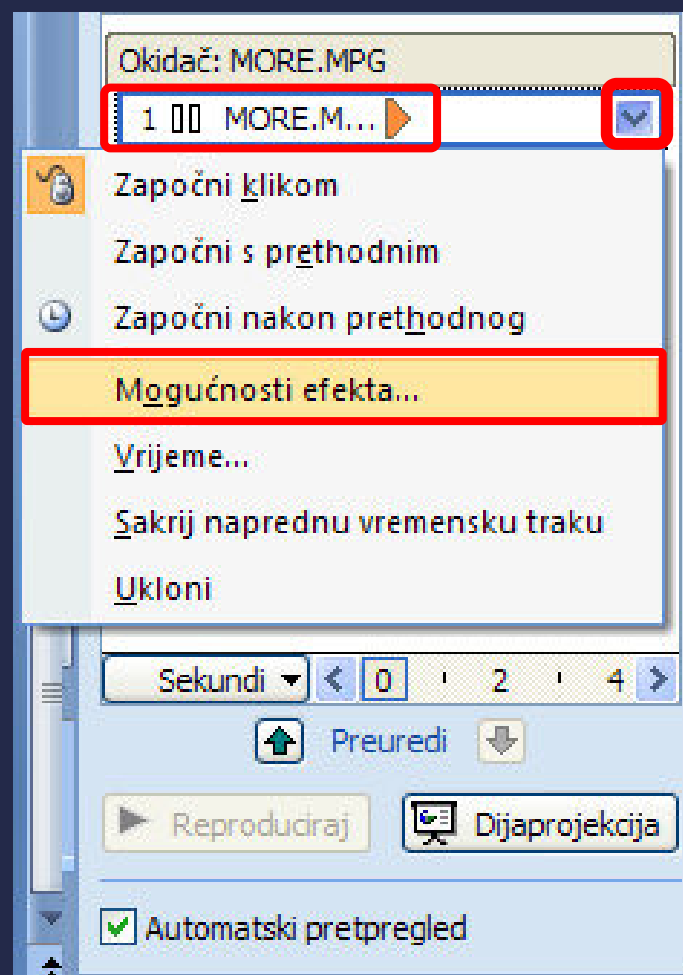 Okidač: MORE.MPG
1 MORE.M...
Započni klikom
Započni s prethodnim
Započni nakon prethodnog
Mogućnosti efekta...
Vrijeme...
Sakrij naprednu vremensku traku
Ukloni
Sekundi 0 2 4
Preuredi
Reproduciraj Dijaprojekcija
Automatski pretpregled